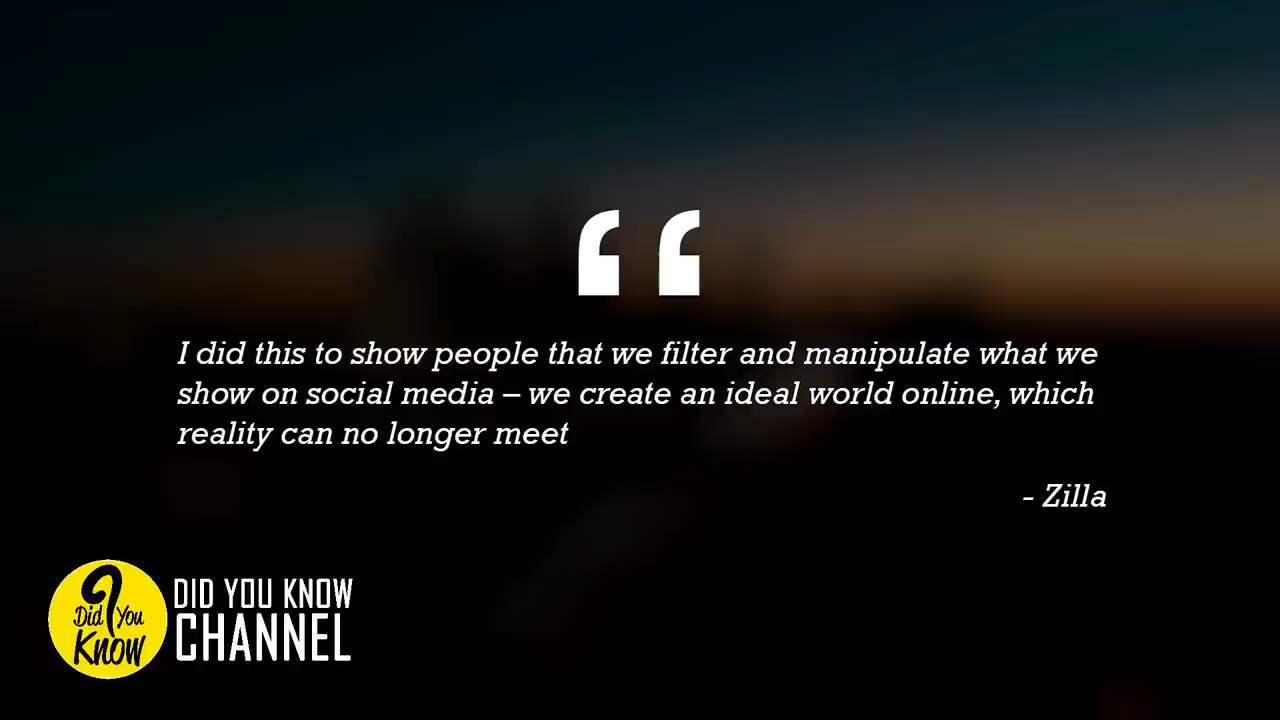 “
I did this to show people that we filter and manipulate what we
show on social media – we create an ideal world online, which
reality can no longer meet
- Zilla
Did You
Know
DID YOU KNOW
CHANNEL